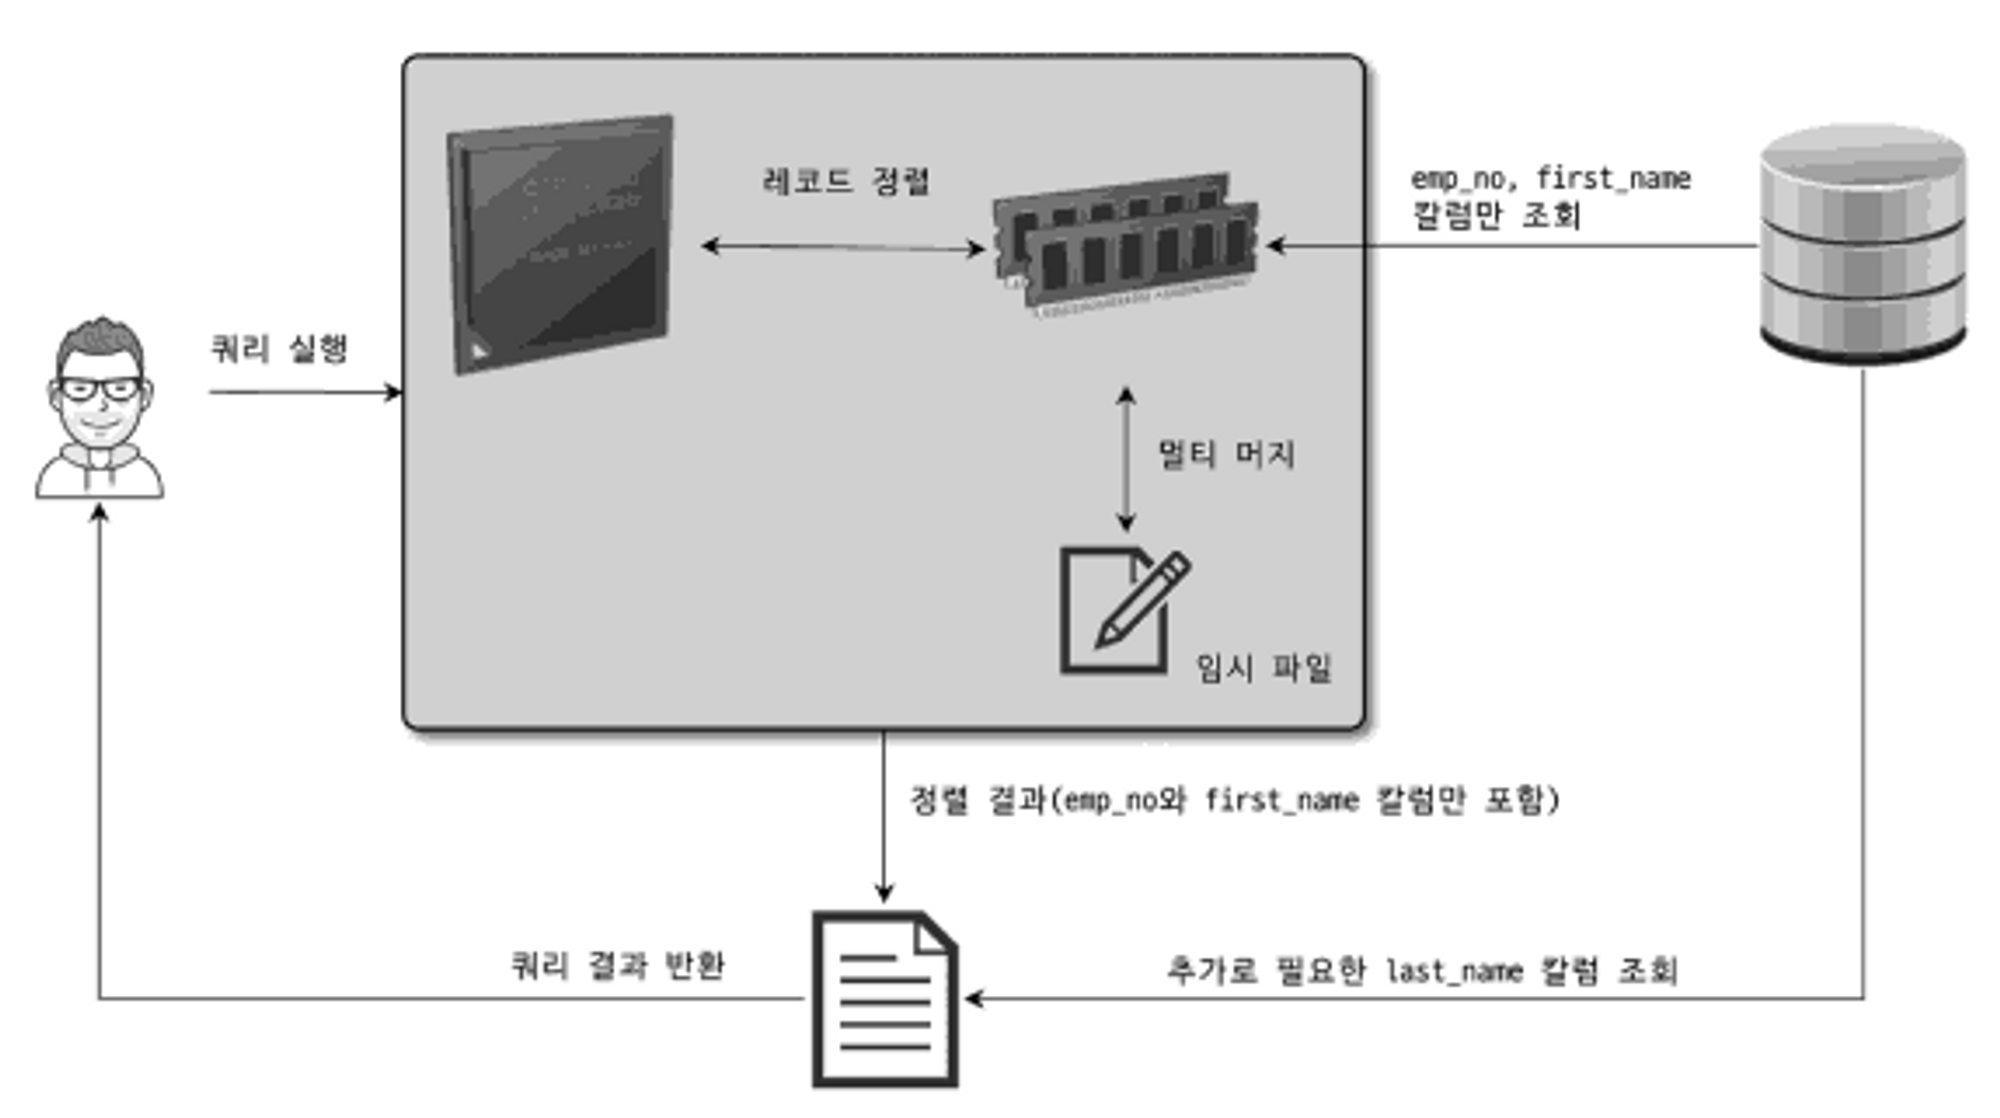 레코드 정렬
emp_no, first_name
칼럼만 조회
쿼리 실행
멀티 머지
임시 파일
정렬 결과(emp_no와 first_name 칼럼만 포함)
쿼리 결과 반환
추가로 필요한 last_name 칼럼 조회